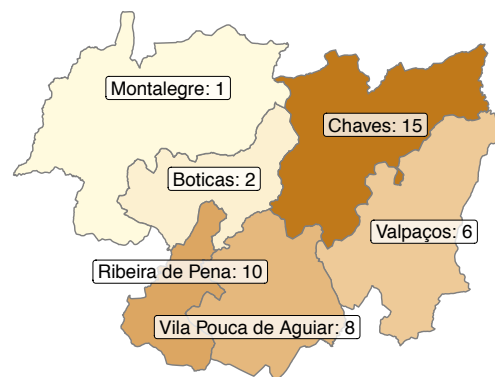 Montalegre: 1
Chaves: 15
Boticas: 2
Valpaços: 6
Ribeira de Pena: 10
Vila Pouca de Aguiar: 8